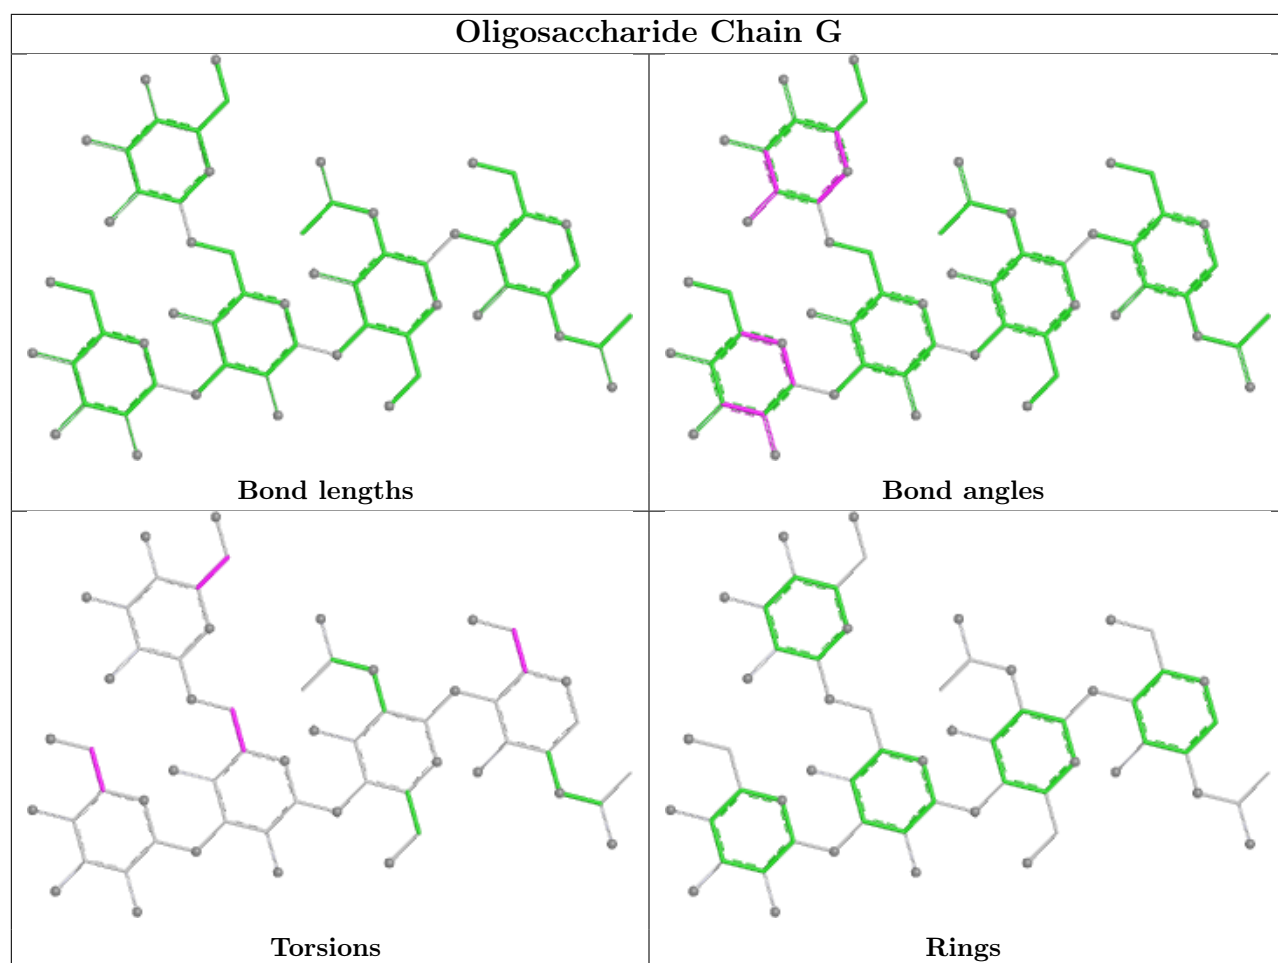 Oligosaccharide Chain G
Bond lengths
Bond angles
Torsions
Rings